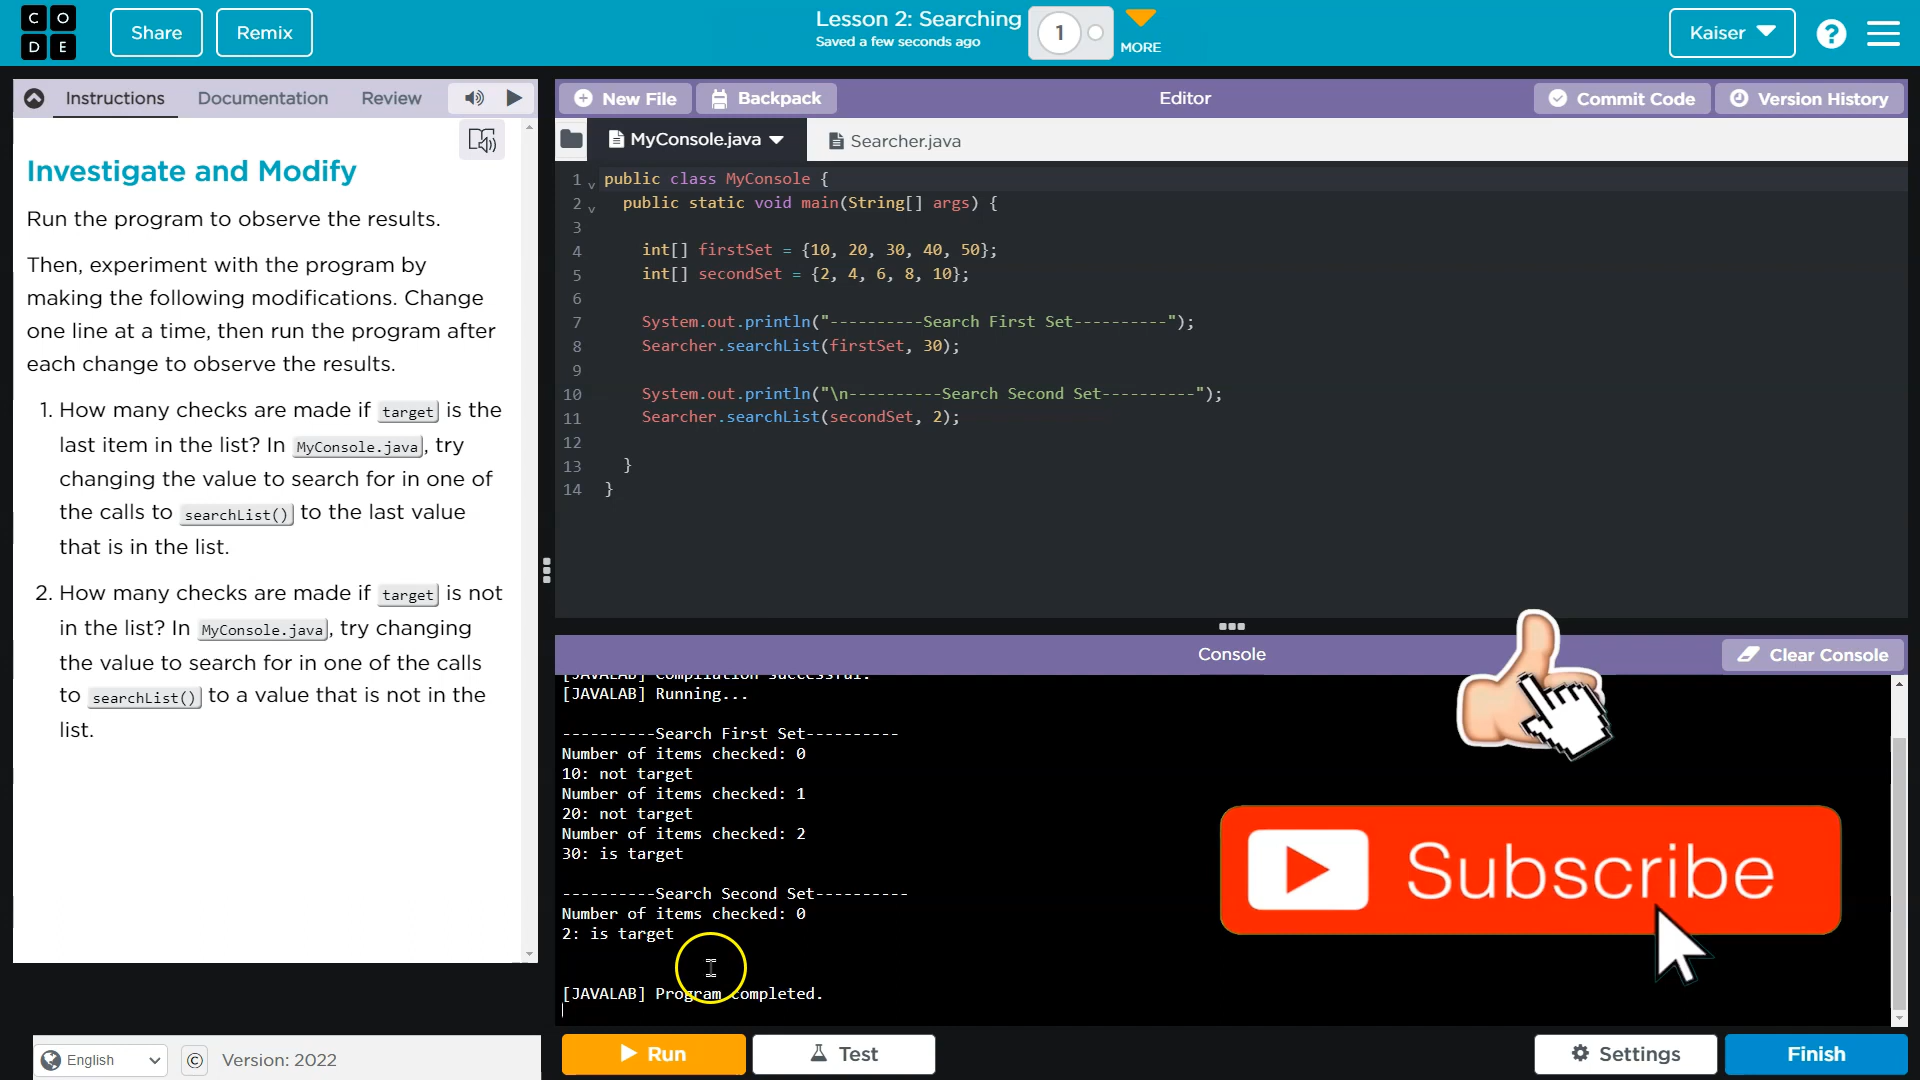 C O
D E
Share
Remix
Lesson 2: Searching
Saved a few seconds ago
1
MORE
Kaiser
?
Instructions
Documentation
Review
Investigate and Modify
Run the program to observe the results.
Then, experiment with the program by
making the following modifications. Change
one line at a time, then run the program after
each change to observe the results.
1. How many checks are made if target is the
last item in the list? In MyConsole.java, try
changing the value to search for in one of
the calls to searchList() to the last value
that is in the list.
2. How many checks are made if target is not
in the list? In MyConsole.java, try changing
the value to search for in one of the calls
to searchList() to a value that is not in the
list.
English
©
Version: 2022
New File
Backpack
Editor
Commit Code
Version History
MyConsole.java
Searcher.java
1 public class MyConsole {
2 public static void main(String[] args) {
3
4 int[] firstSet = {10, 20, 30, 40, 50};
5 int[] secondSet = {2, 4, 6, 8, 10};
6
7 System.out.println("----------Search First Set----------");
8 Searcher.searchList(firstSet, 30);
9
10 System.out.println("\n----------Search Second Set----------");
11 Searcher.searchList(secondSet, 2);
12
13 }
14 }
Console
Clear Console
[JAVALAB] Compilation successful.
[JAVALAB] Running...
----------Search First Set----------
Number of items checked: 0
10: not target
Number of items checked: 1
20: not target
Number of items checked: 2
30: is target
----------Search Second Set----------
Number of items checked: 0
2: is target
[JAVALAB] Program completed.
Subscribe
Run
Test
Settings
Finish